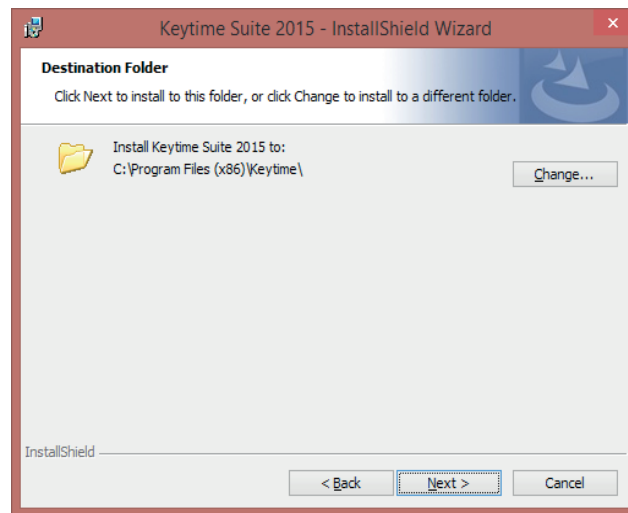 Keytime Suite 2015 - InstallShield Wizard
Destination Folder
Click Next to install to this folder, or click Change to install to a different folder.
Install Keytime Suite 2015 to:
C:\Program Files (x86)\Keytime\
Change...
InstallShield
< Back
Next >
Cancel